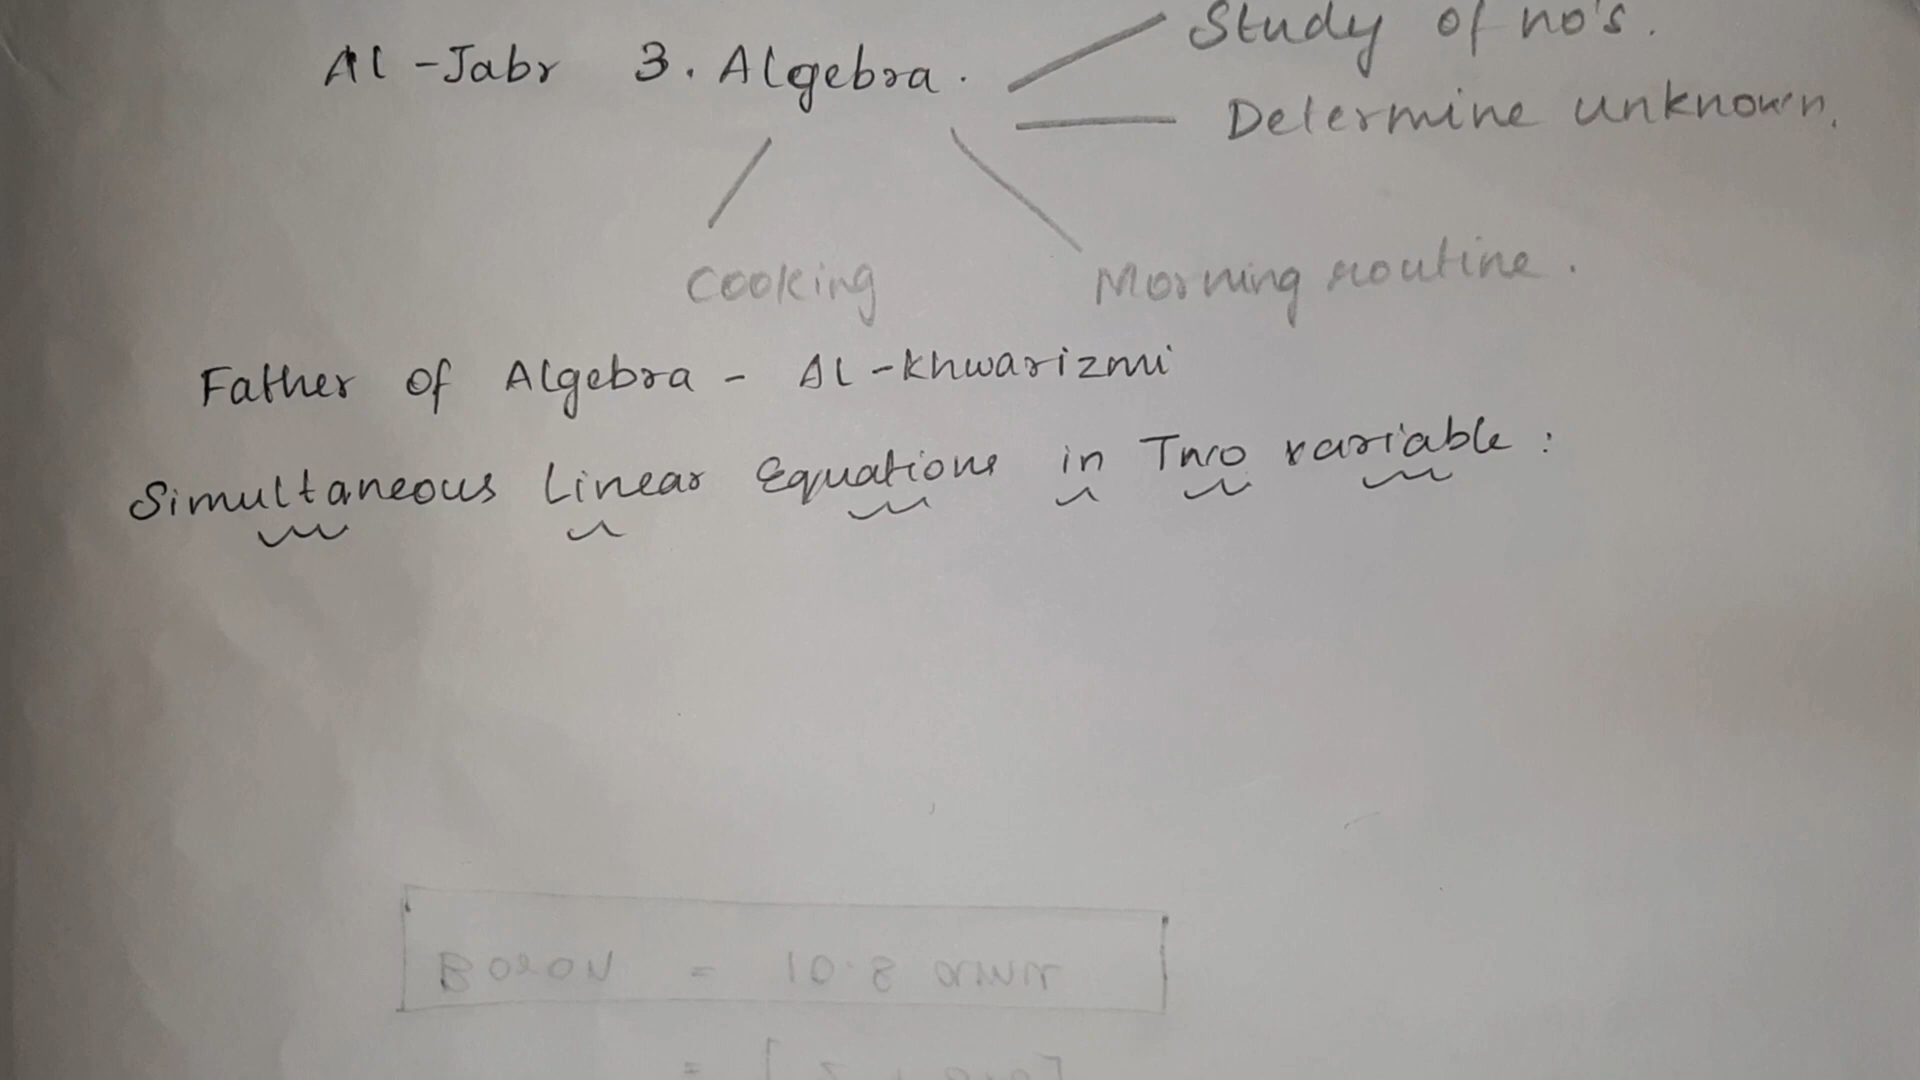 Study of no's.
Al-Jabr 3. Algebra.
Determine unknown.
Cooking Morning routine.
Father of Algebra - Al-Khwarizmi
Simultaneous Linear Equations in Two variable: